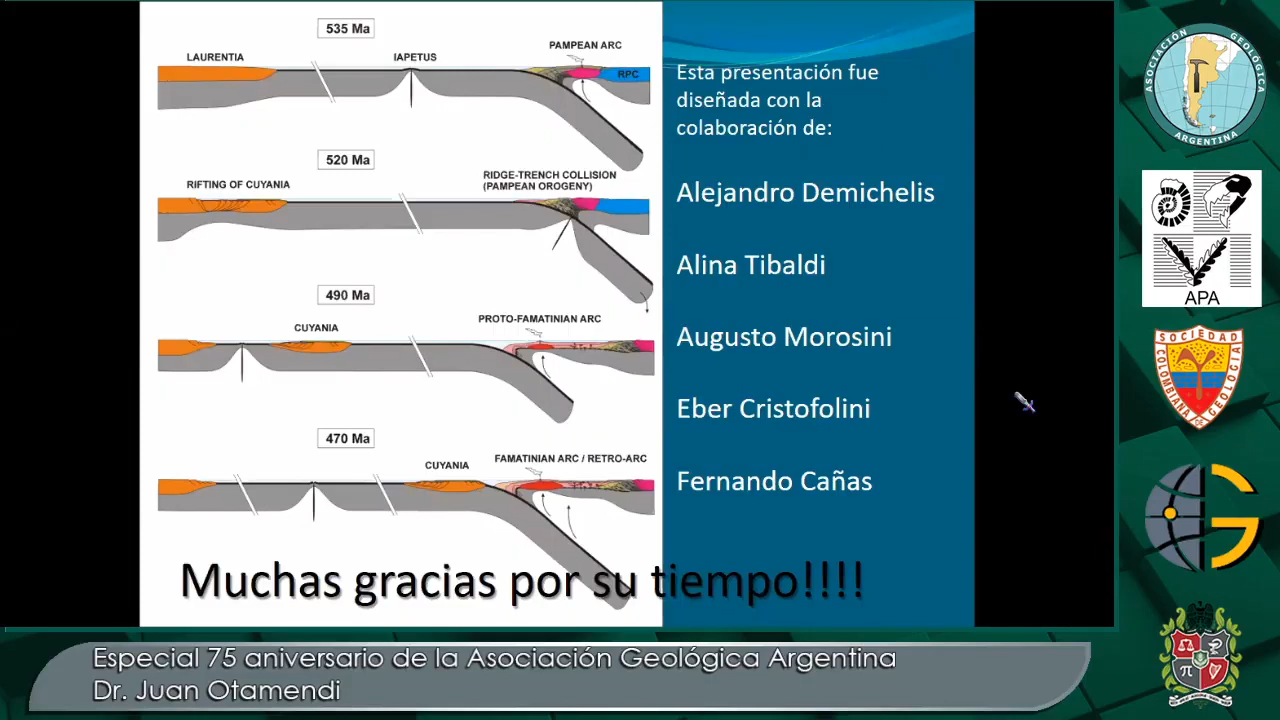 535 Ma
LAURENTIA
IAPETUS
PAMPEAN ARC
RPC
520 Ma
RIFTING OF CUYANIA
RIDGE-TRENCH COLLISION
(PAMPEAN OROGENY)
490 Ma
CUYANIA
PROTO-FAMATINIAN ARC
470 Ma
CUYANIA
FAMATINIAN ARC / RETRO-ARC
Esta presentación fue
diseñada con la
colaboración de:
Alejandro Demichelis
Alina Tibaldi
Augusto Morosini
Eber Cristofolini
Fernando Cañas
Muchas gracias por su tiempo!!!!
Especial 75 aniversario de la Asociación Geológica Argentina
Dr. Juan Otamendi
ASOCIACIÓN GEOLÓGICA
ARGENTINA
APA
SOCIEDAD
COLOMBIANA
DE
GEOLOGIA